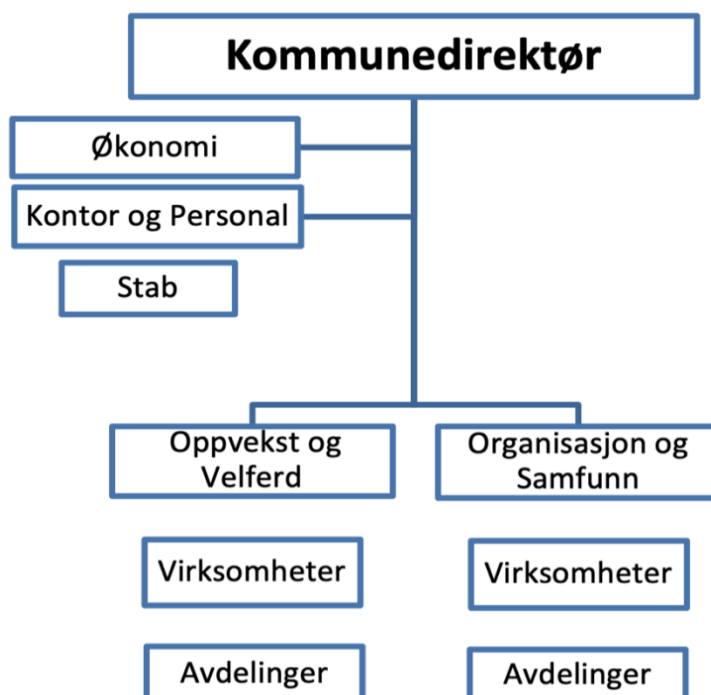 Kommunedirektør
Økonomi
Kontor og Personal
Stab
Oppvekst og
Velferd
Organisasjon og
Samfunn
Virksomheter
Virksomheter
Avdelinger
Avdelinger